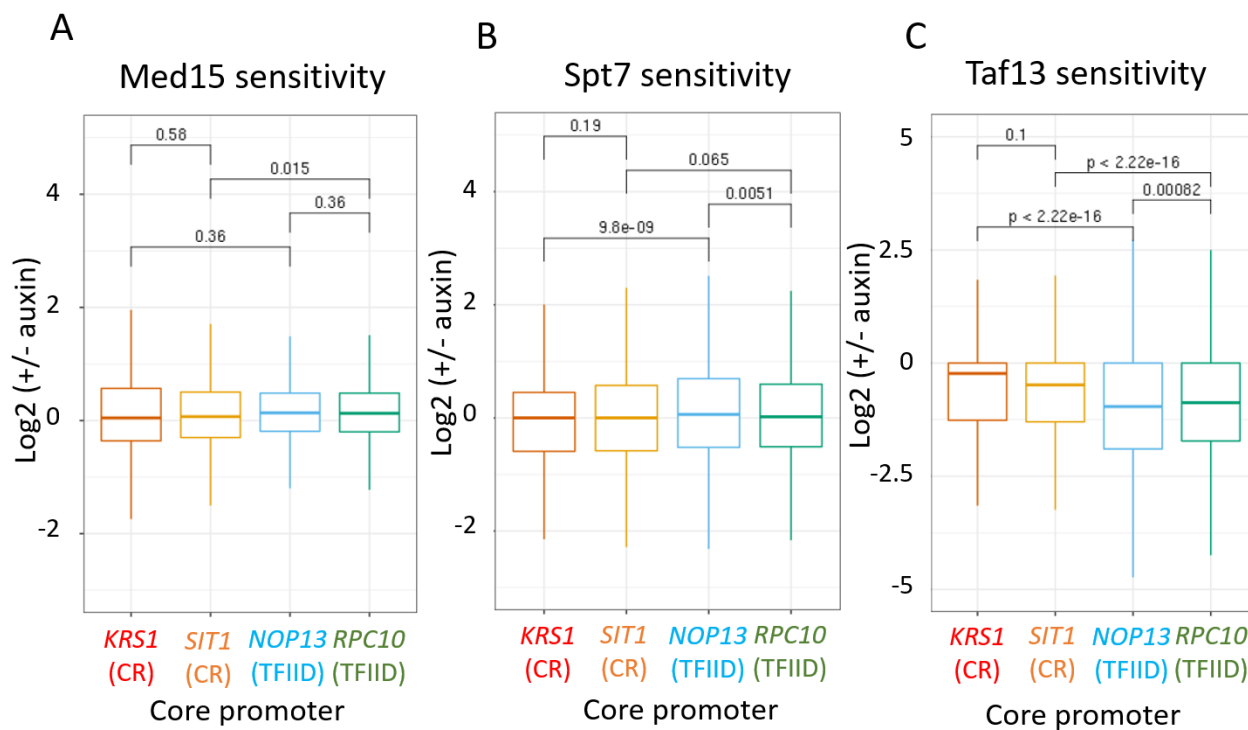 A
Med15 sensitivity
Log2 (+/- auxin)
4
2
0
-2
0.58
0.015
0.36
0.36
KRS1 SIT1 NOP13 RPC10
(CR) (CR) (TFIID) (TFIID)
Core promoter
B
Spt7 sensitivity
Log2 (+/- auxin)
4
2
0
-2
0.19
0.065
0.0051
9.8e-09
KRS1 SIT1 NOP13 RPC10
(CR) (CR) (TFIID) (TFIID)
Core promoter
C
Taf13 sensitivity
Log2 (+/- auxin)
5
2.5
0
-2.5
-5
0.1
p < 2.22e-16
0.00082
p < 2.22e-16
KRS1 SIT1 NOP13 RPC10
(CR) (CR) (TFIID) (TFIID)
Core promoter